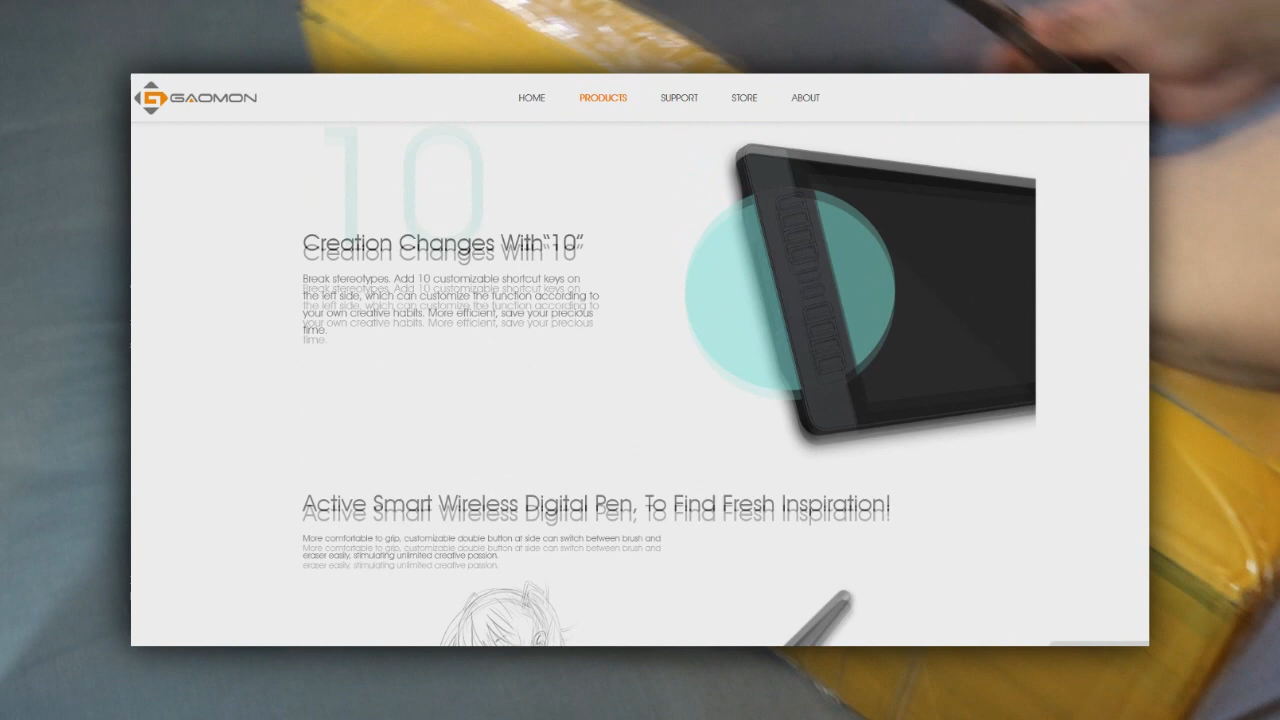 GAOMON
HOME PRODUCTS SUPPORT STORE ABOUT
10
Creation Changes With“10”
Break stereotypes. Add 10 customizable shortcut keys on
the left side, which can customize the function according to
your own creative habits. More efficient, save your precious
time.
Active Smart Wireless Digital Pen, To Find Fresh Inspiration!
More comfortable to grip, customizable double button at side can switch between brush and
eraser easily, stimulating unlimited creative passion.